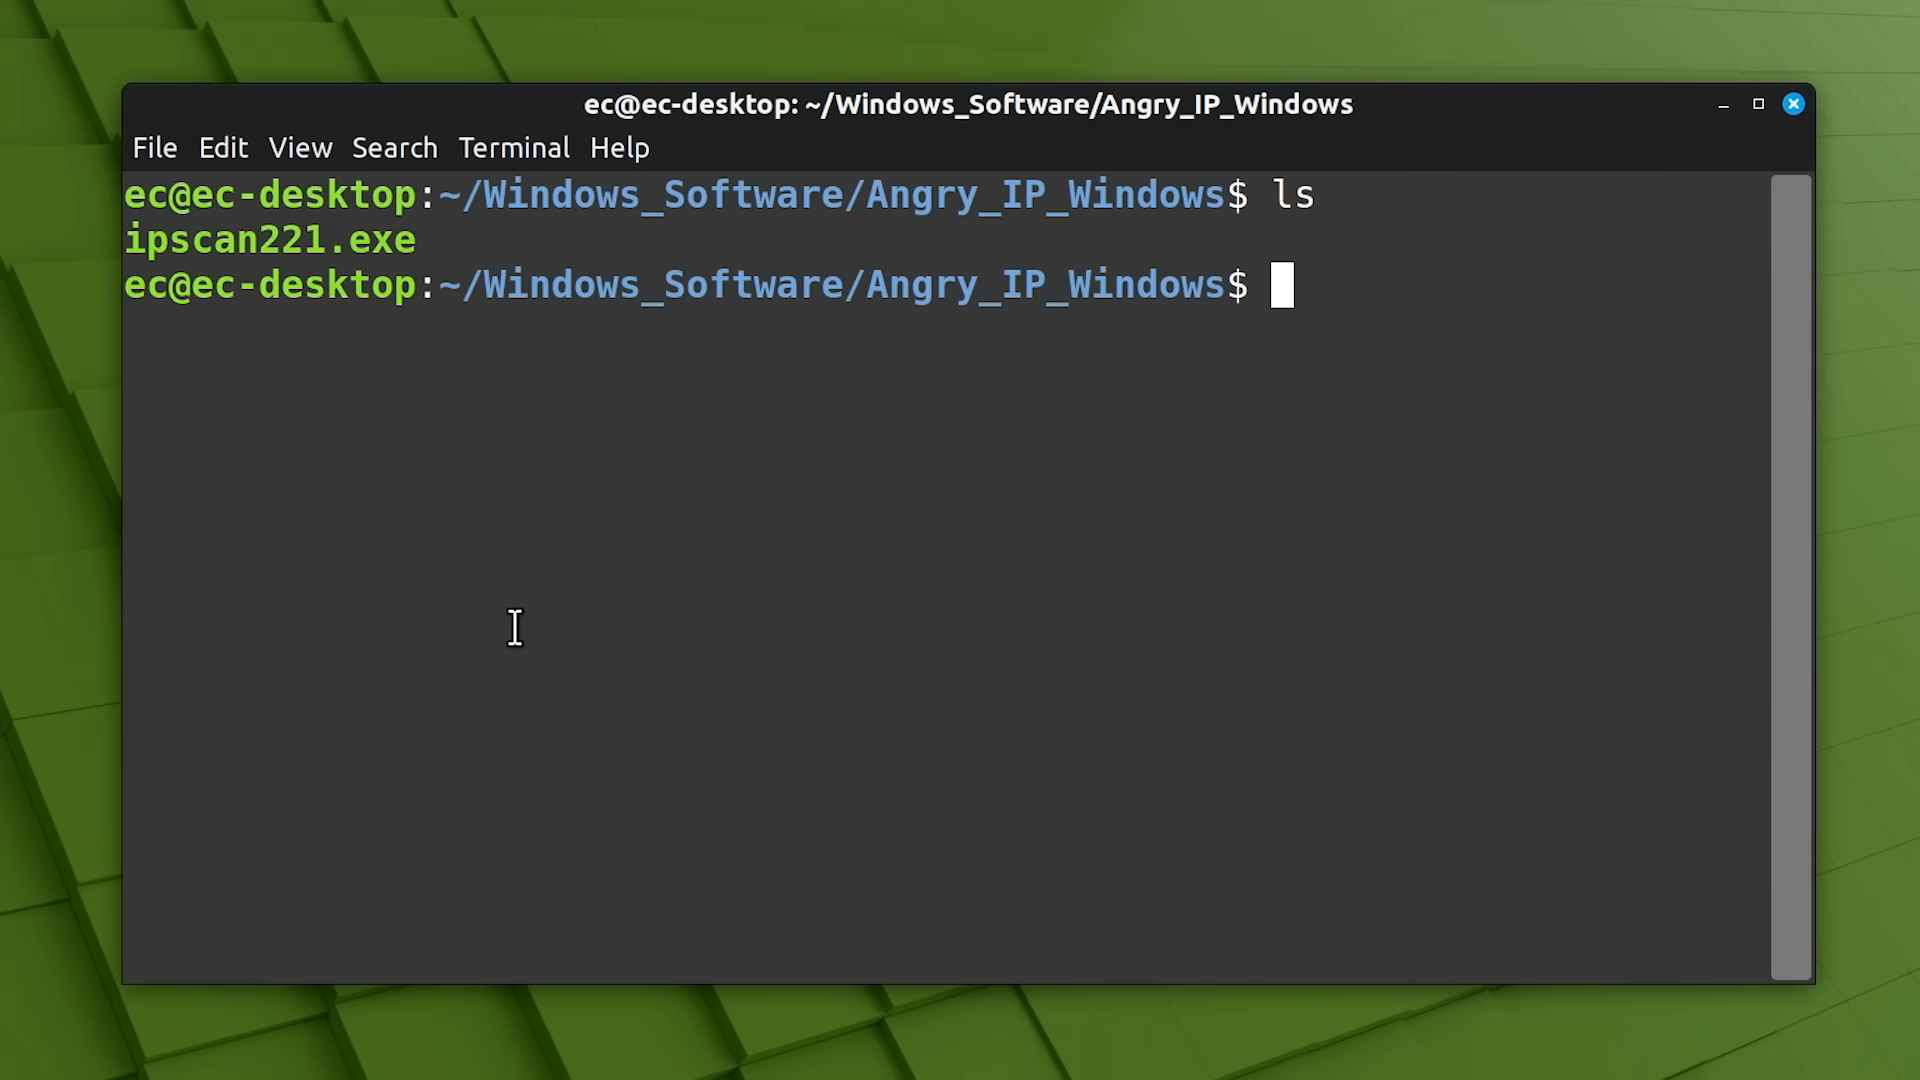 ec@ec-desktop: ~/Windows_Software/Angry_IP_Windows
File Edit View Search Terminal Help
ec@ec-desktop:~/Windows_Software/Angry_IP_Windows$ ls
ipscan221.exe
ec@ec-desktop:~/Windows_Software/Angry_IP_Windows$